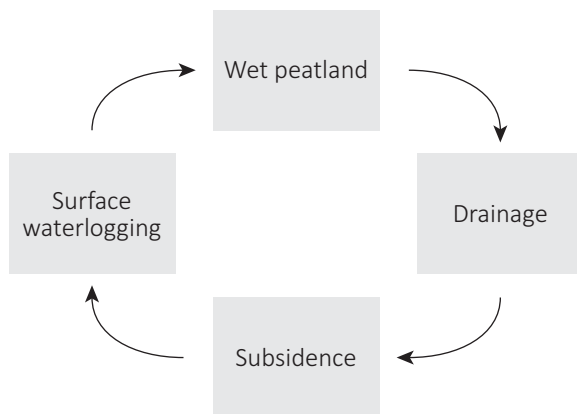 Wet peatland
Drainage
Subsidence
Surface
waterlogging